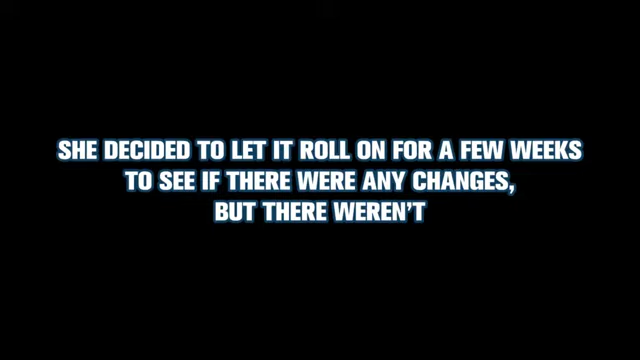 SHE DECIDED TO LET IT ROLL ON FOR A FEW WEEKS
TO SEE IF THERE WERE ANY CHANGES,
BUT THERE WEREN'T